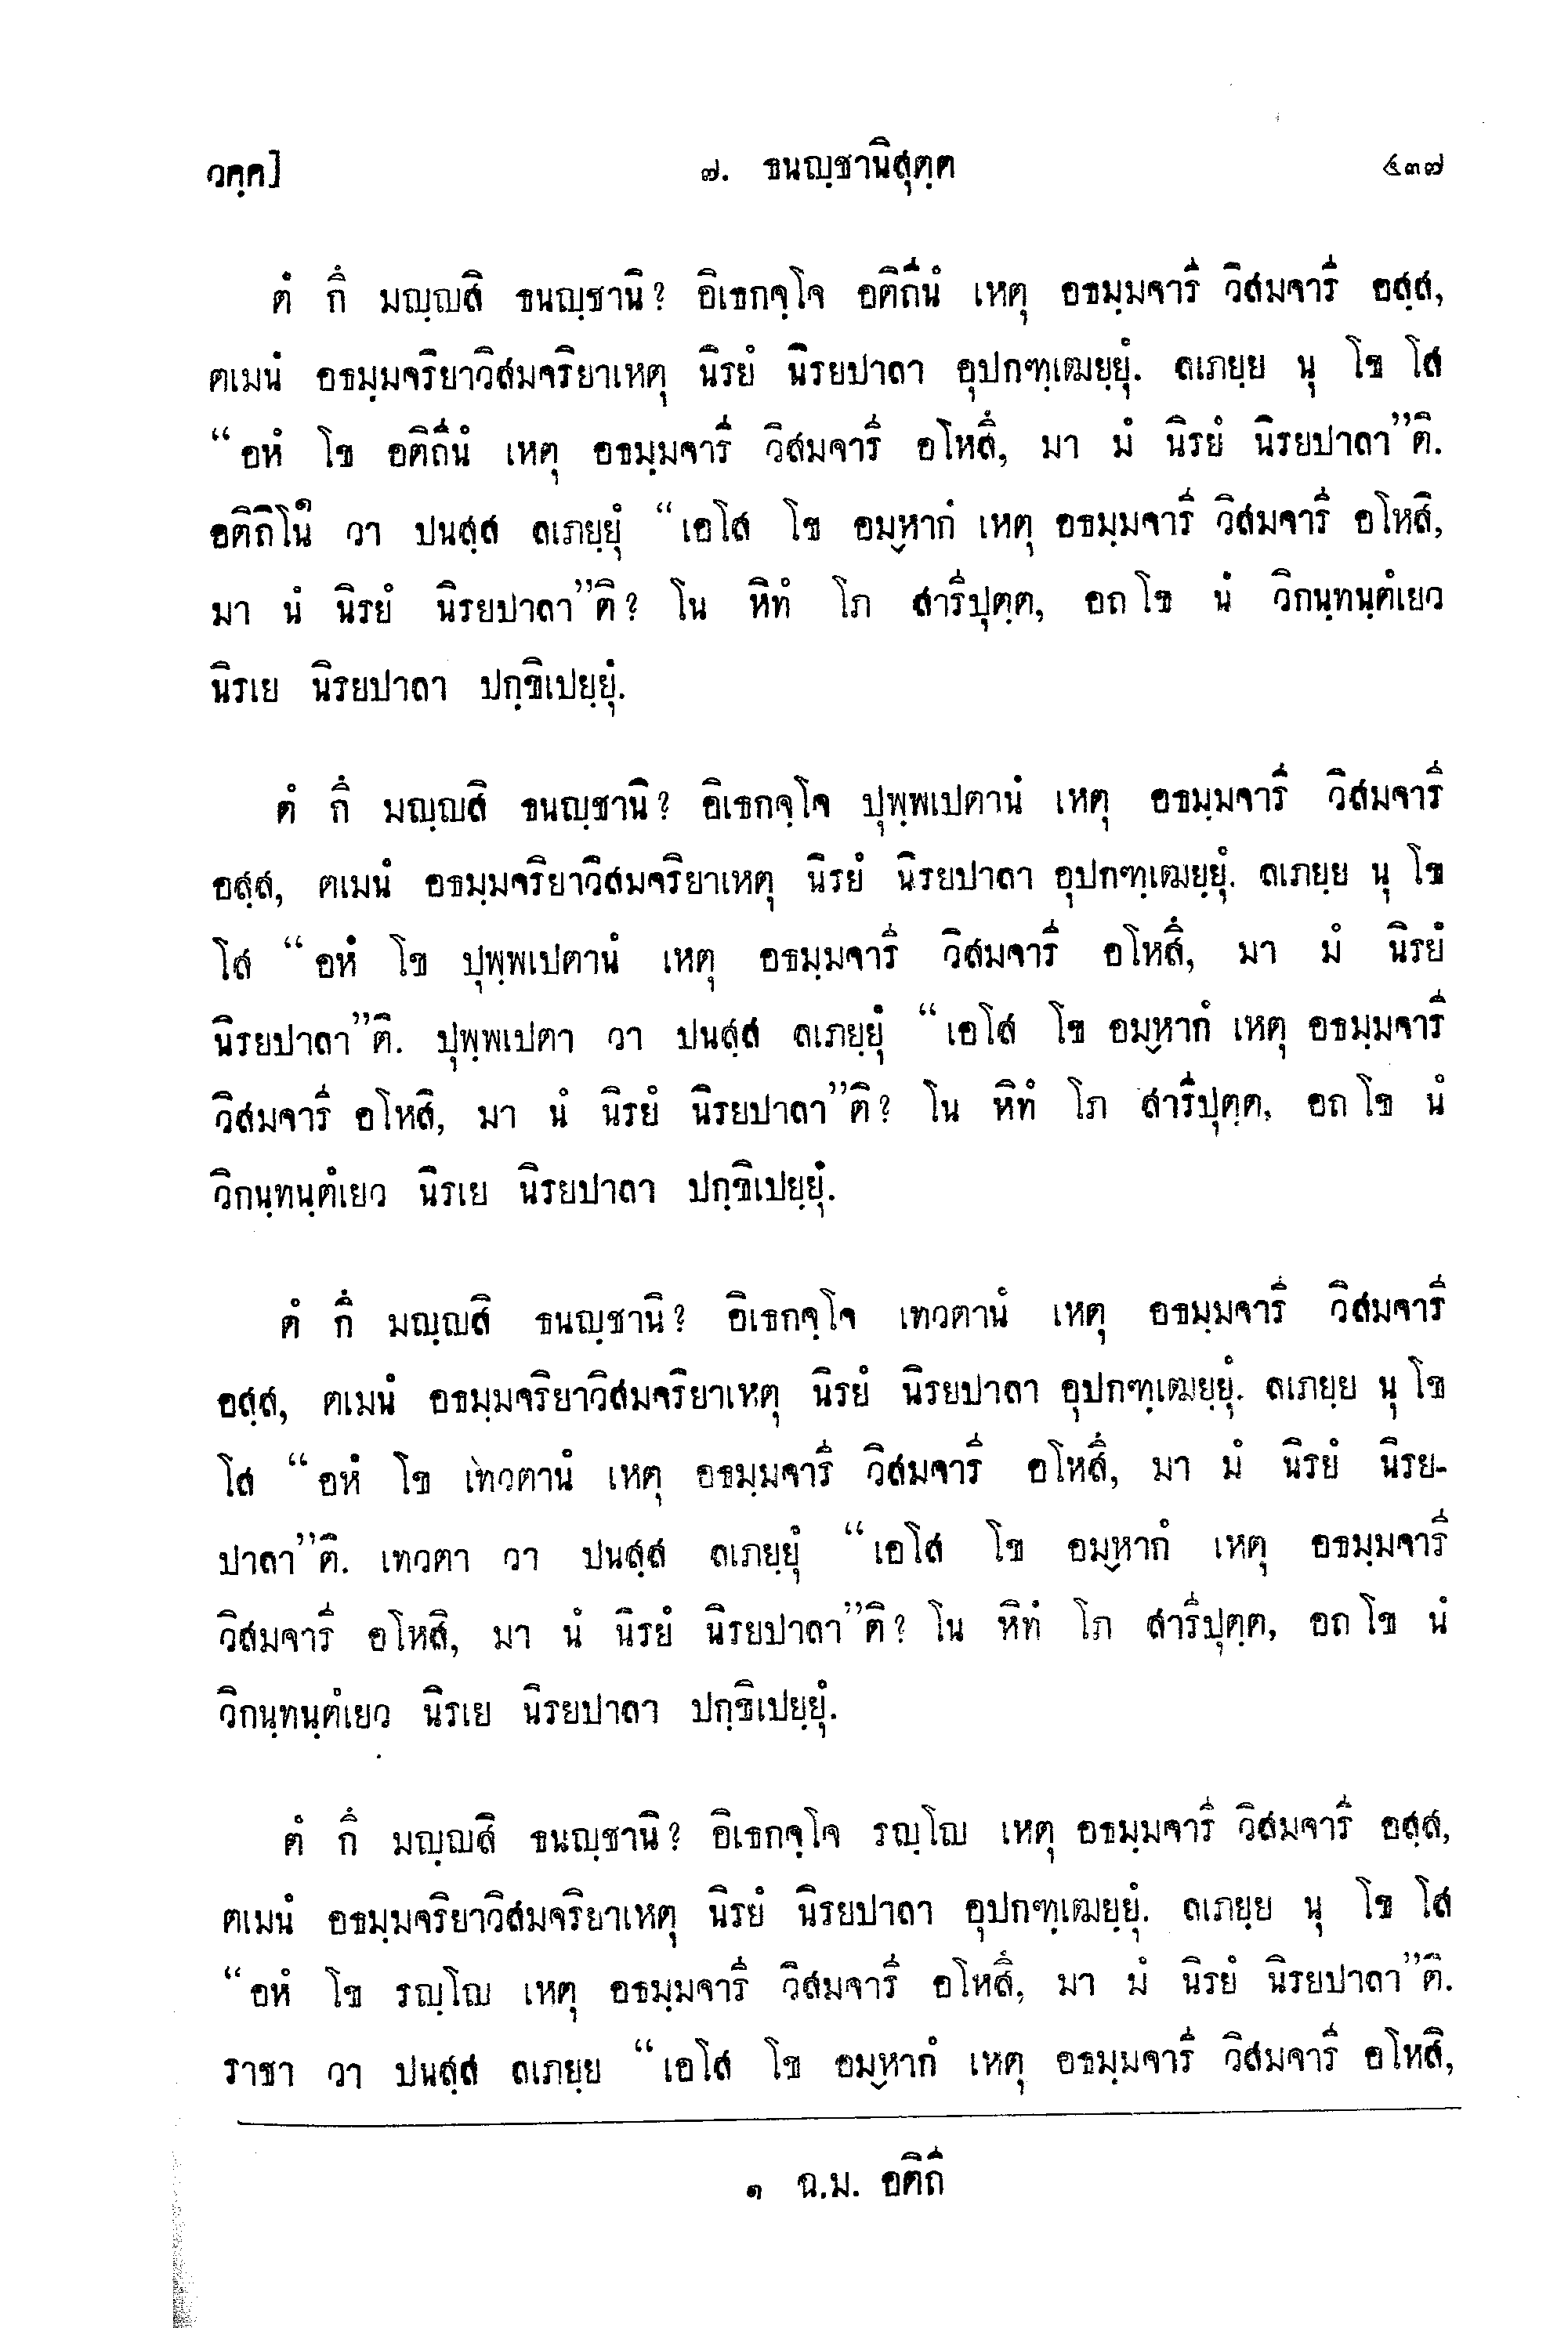 วคฺค]
๗. ธนญฺชานิสุตฺต
๕๓๗
ตํ กึ มญฺญสิ ธนญฺชานิ? อิเธกจฺโจ อติถีนํ เหตุ อธมฺมจารี วิสมจารี อสฺส,
ตเมนํ อธมฺมจริยาวิสมจริยาเหตุ นิรยํ นิรยปาลา อุปกฑฺเฒยฺยุํ. ลเภยฺย นุ โข โส
“อหํ โข อติถีนํ เหตุ อธมฺมจารี วิสมจารี อโหสึ, มา มํ นิรยํ นิรยปาลา”ติ.
อติถิโน๑ วา ปนสฺส ลเภยฺยุํ “เอโส โข อมฺหากํ เหตุ อธมฺมจารี วิสมจารี อโหสิ,
มา นํ นิรยํ นิรยปาลา”ติ? โน หิทํ โภ สารีปุตฺต, อถ โข นํ วิกนฺทนฺตํเยว
นิรเย นิรยปาลา ปกฺขิเปยฺยุํ.
ตํ กึ มญฺญสิ ธนญฺชานิ? อิเธกจฺโจ ปุพฺพเปตานํ เหตุ อธมฺมจารี วิสมจารี
อสฺส, ตเมนํ อธมฺมจริยาวิสมจริยาเหตุ นิรยํ นิรยปาลา อุปกฑฺเฒยฺยุํ. ลเภยฺย นุ โข
โส “อหํ โข ปุพฺพเปตานํ เหตุ อธมฺมจารี วิสมจารี อโหสึ, มา มํ นิรยํ
นิรยปาลา”ติ. ปุพฺพเปตา วา ปนสฺส ลเภยฺยุํ “เอโส โข อมฺหากํ เหตุ อธมฺมจารี
วิสมจารี อโหสิ, มา นํ นิรยํ นิรยปาลา”ติ? โน หิทํ โภ สารีปุตฺต, อถ โข นํ
วิกนฺทนฺตํเยว นิรเย นิรยปาลา ปกฺขิเปยฺยุํ.
ตํ กึ มญฺญสิ ธนญฺชานิ? อิเธกจฺโจ เทวตานํ เหตุ อธมฺมจารี วิสมจารี
อสฺส, ตเมนํ อธมฺมจริยาวิสมจริยาเหตุ นิรยํ นิรยปาลา อุปกฑฺเฒยฺยุํ. ลเภยฺย นุ โข
โส “อหํ โข เทวตานํ เหตุ อธมฺมจารี วิสมจารี อโหสึ, มา มํ นิรยํ นิรย-
ปาลา”ติ. เทวตา วา ปนสฺส ลเภยฺยุํ “เอโส โข อมฺหากํ เหตุ อธมฺมจารี
วิสมจารี อโหสิ, มา นํ นิรยํ นิรยปาลา”ติ? โน หิทํ โภ สารีปุตฺต, อถ โข นํ
วิกนฺทนฺตํเยว นิรเย นิรยปาลา ปกฺขิเปยฺยุํ.
ตํ กึ มญฺญสิ ธนญฺชานิ? อิเธกจฺโจ รญฺโญ เหตุ อธมฺมจารี วิสมจารี อสฺส,
ตเมนํ อธมฺมจริยาวิสมจริยาเหตุ นิรยํ นิรยปาลา อุปกฑฺเฒยฺยุํ. ลเภยฺย นุ โข โส
“อหํ โข รญฺโญ เหตุ อธมฺมจารี วิสมจารี อโหสึ, มา มํ นิรยํ นิรยปาลา”ติ.
ราชา วา ปนสฺส ลเภยฺย “เอโส โข อมฺหากํ เหตุ อธมฺมจารี วิสมจารี อโหสิ,
๑ ฉ.ม. อติถี